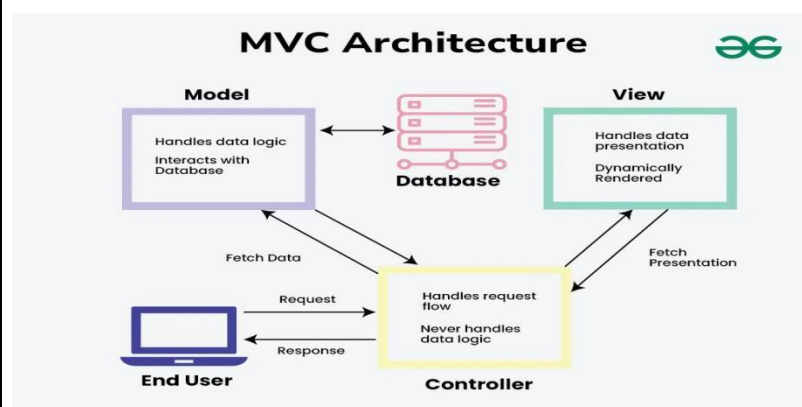 MVC Architecture
Model
Handles data logic
Interacts with
Database
Database
View
Handles data
presentation
Dynamically
Rendered
Fetch Data
Fetch
Presentation
Request
Response
End User
Handles request
flow
Never handles
data logic
Controller